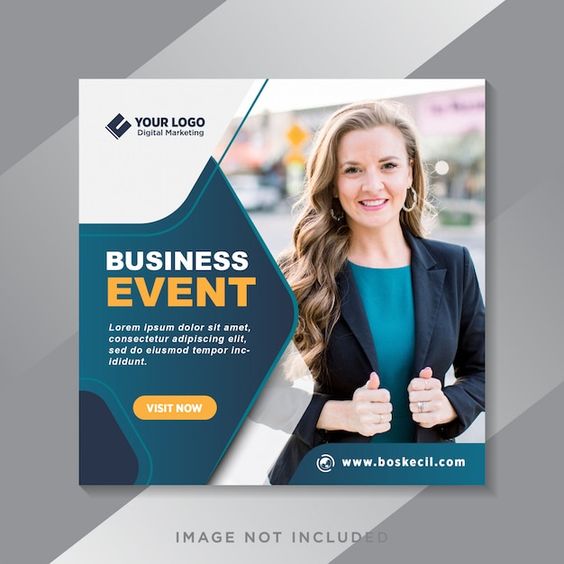 YOUR LOGO
Digital Marketing
BUSINESS
EVENT
Lorem ipsum dolor sit amet,
consectetur adipiscing elit,
sed do eiusmod tempor inc-
ididunt.
VISIT NOW
www.boskecil.com
IMAGE NOT INCLUDED